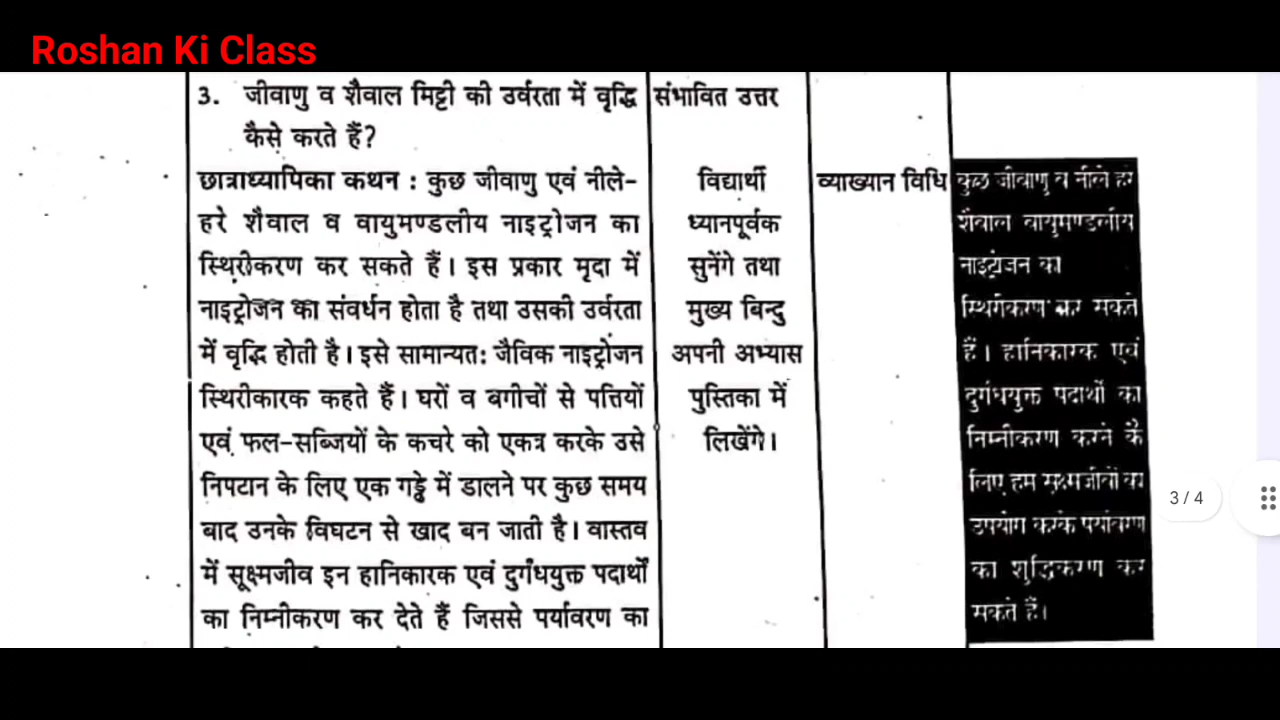 Roshan Ki Class
3. जीवाणु व शैवाल मिट्टी की उर्वरता में वृद्धि
कैसे करते हैं?
छात्राध्यापिका कथन : कुछ जीवाणु एवं नीले-
हरे शैवाल व वायुमण्डलीय नाइट्रोजन का
स्थिरीकरण कर सकते हैं। इस प्रकार मृदा में
नाइट्रोजन का संवर्धन होता है तथा उसकी उर्वरता
में वृद्धि होती है। इसे सामान्यत: जैविक नाइट्रोजन
स्थिरीकारक कहते हैं। घरों व बगीचों से पत्तियों
एवं फल-सब्जियों के कचरे को एकत्र करके उसे
निपटान के लिए एक गड्ढे में डालने पर कुछ समय
बाद उनके विघटन से खाद बन जाती है। वास्तव
में सूक्ष्मजीव इन हानिकारक एवं दुर्गंधयुक्त पदार्थों
का निम्नीकरण कर देते हैं जिससे पर्यावरण का
संभावित उत्तर
विद्यार्थी
ध्यानपूर्वक
सुनेंगे तथा
मुख्य बिन्दु
अपनी अभ्यास
पुस्तिका में
लिखेंगे।
व्याख्यान विधि
कुछ जीवाणु व नीले हरे
शैवाल वायुमण्डलीय
नाइट्रोजन का
स्थिरीकरण कर सकते
हैं। हानिकारक एवं
दुर्गंधयुक्त पदार्थों का
निम्नीकरण करने के
लिए हम सूक्ष्मजीवों का
उपयोग करके पर्यावरण
का शुद्धिकरण कर
सकते हैं।
3 / 4